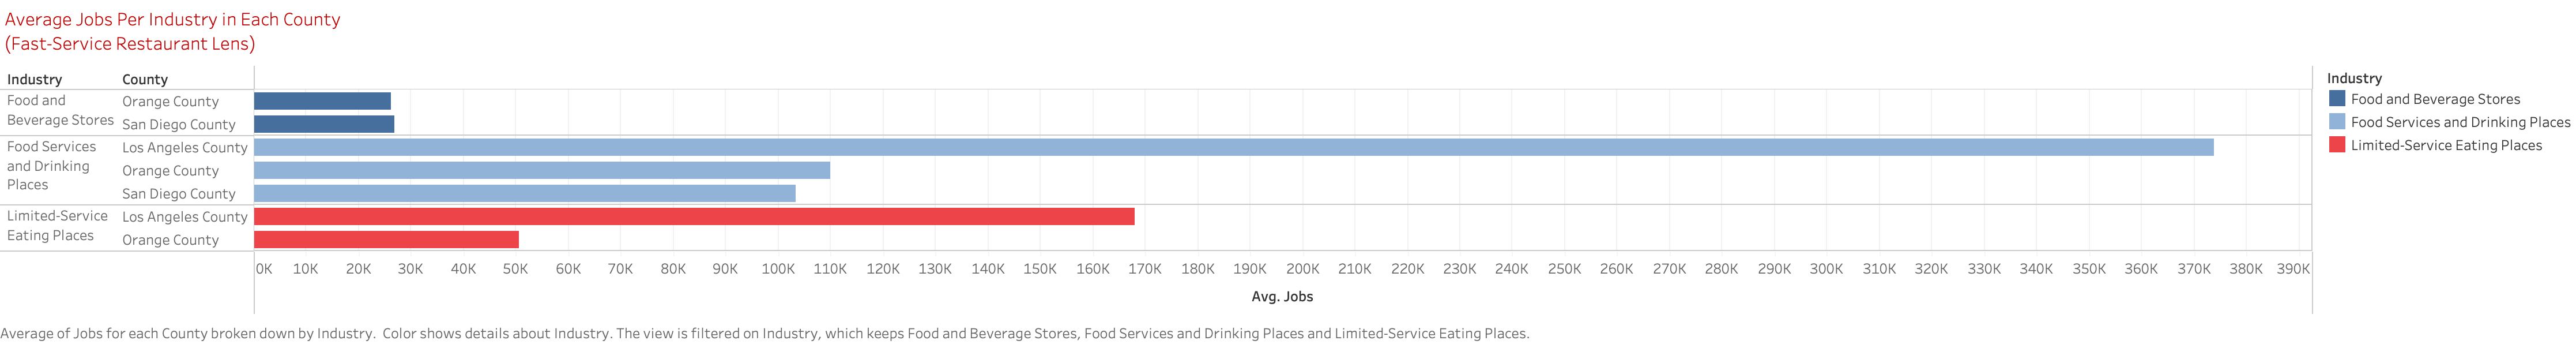 Average Jobs Per Industry in Each County
(Fast-Service Restaurant Lens)
Industry County
Food and
Beverage Stores
Orange County
San Diego County
Food Services
and Drinking
Places
Los Angeles County
Orange County
San Diego County
Limited-Service
Eating Places
Los Angeles County
Orange County
0K 10K 20K 30K 40K 50K 60K 70K 80K 90K 100K 110K 120K 130K 140K 150K 160K 170K 180K 190K 200K 210K 220K 230K 240K 250K 260K 270K 280K 290K 300K 310K 320K 330K 340K 350K 360K 370K 380K 390K
Avg. Jobs
Industry
Food and Beverage Stores
Food Services and Drinking Places
Limited-Service Eating Places
Average of Jobs for each County broken down by Industry.  Color shows details about Industry. The view is filtered on Industry, which keeps Food and Beverage Stores, Food Services and Drinking Places and Limited-Service Eating Places.